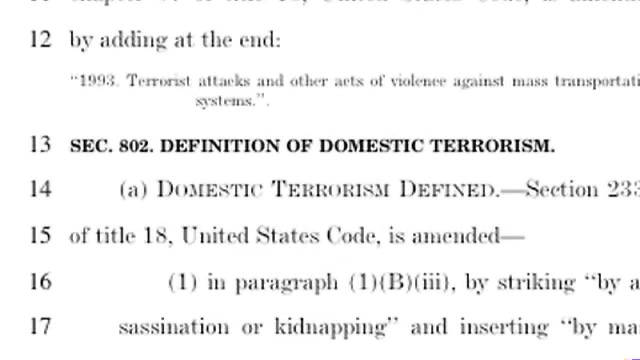 12 by adding at the end:
“1993. Terrorist attacks and other acts of violence against mass transportati
systems.”.
13 SEC. 802. DEFINITION OF DOMESTIC TERRORISM.
14 (a) DOMESTIC TERRORISM DEFINED.—Section 233
15 of title 18, United States Code, is amended—
16 (1) in paragraph (1)(B)(iii), by striking “by a
17 sassination or kidnapping” and inserting “by ma